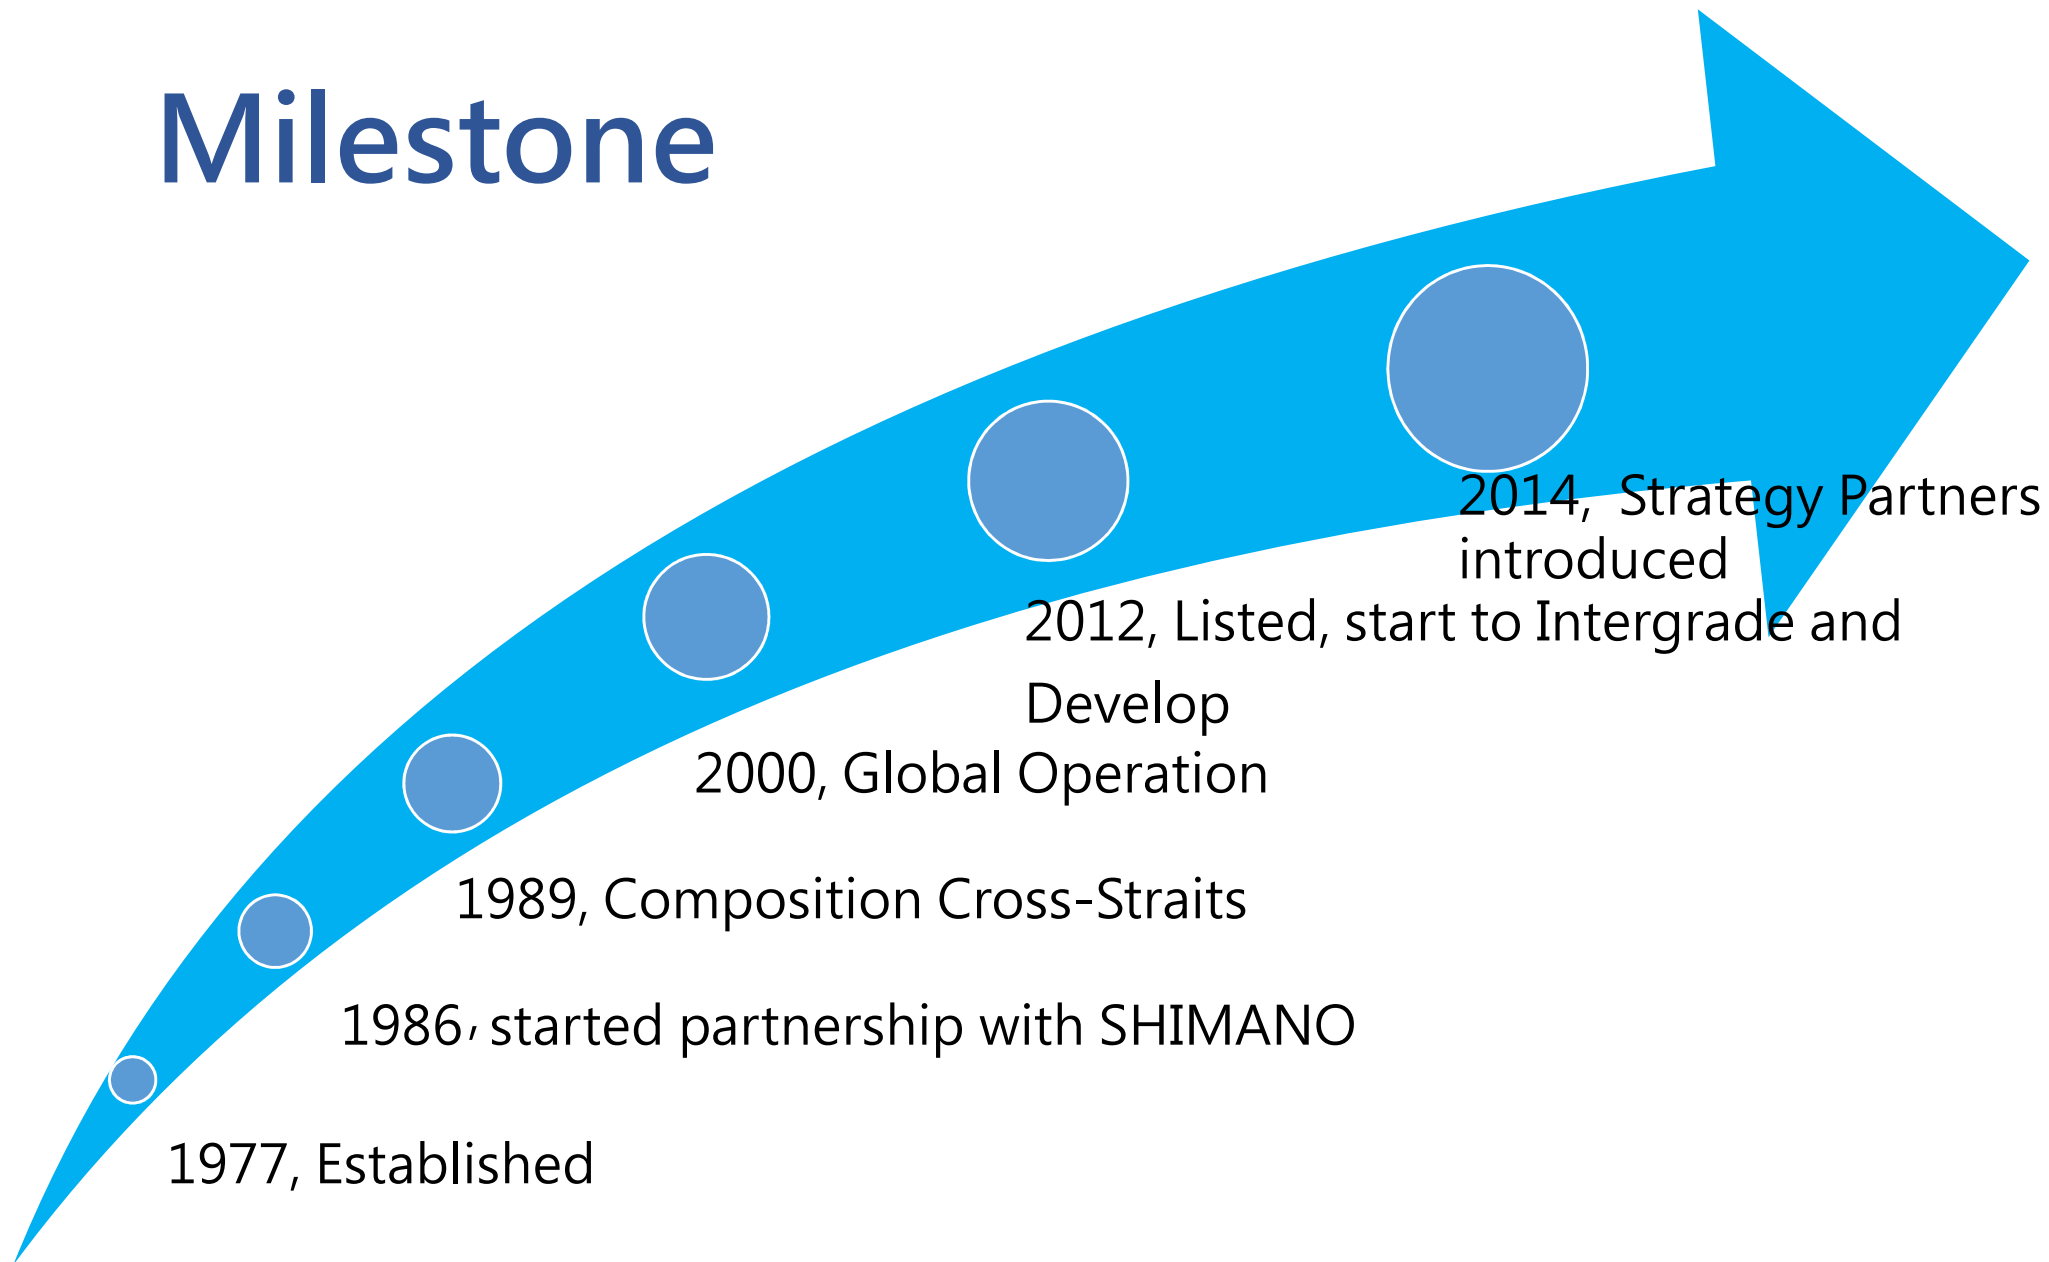 Milestone
2014,  Strategy Partners
introduced
2012, Listed, start to Intergrade and
Develop
2000, Global Operation
1989, Composition Cross-Straits
1986, started partnership with SHIMANO
1977, Established